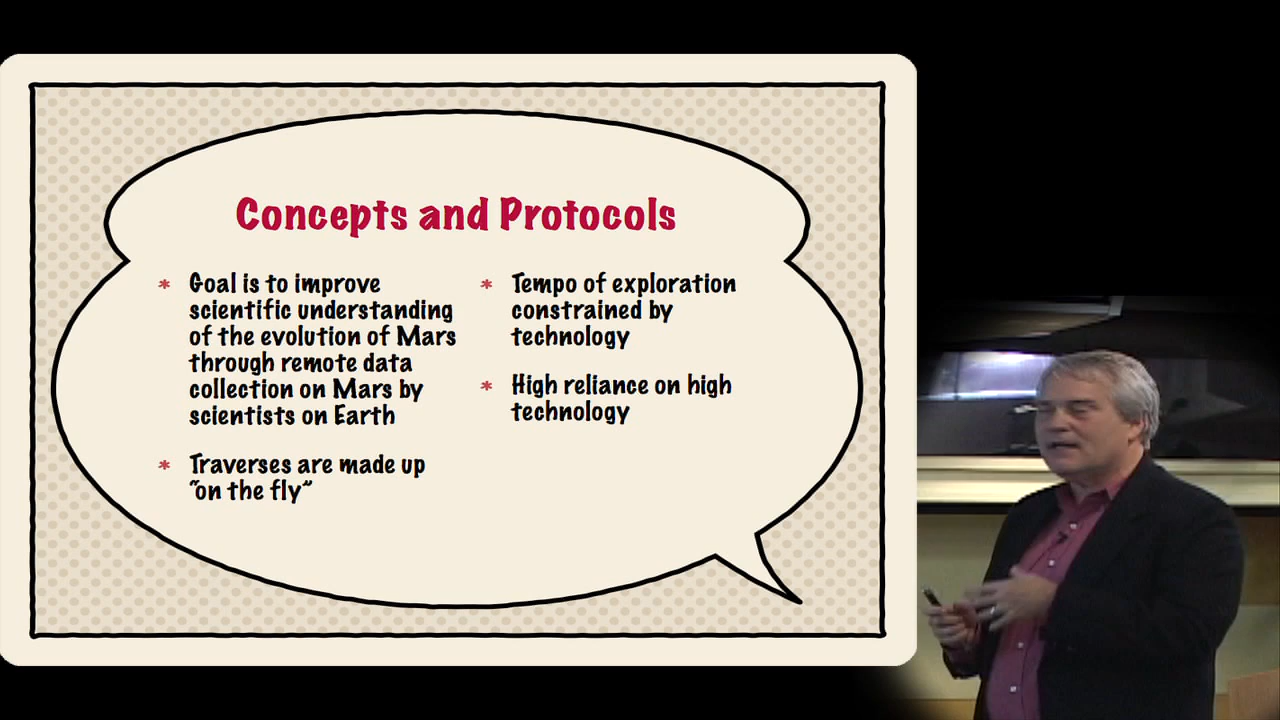 Concepts and Protocols
* Goal is to improve
scientific understanding
of the evolution of Mars
through remote data
collection on Mars by
scientists on Earth
* Traverses are made up
“on the fly”
* Tempo of exploration
constrained by
technology
* High reliance on high
technology